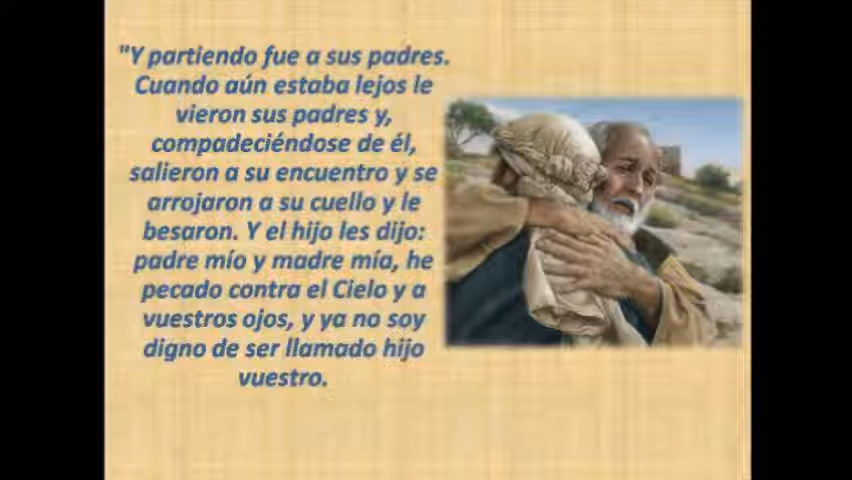 "Y partiendo fue a sus padres.
Cuando aún estaba lejos le
vieron sus padres y,
compadeciéndose de él,
salieron a su encuentro y se
arrojaron a su cuello y le
besaron. Y el hijo les dijo:
padre mío y madre mía, he
pecado contra el Cielo y a
vuestros ojos, y ya no soy
digno de ser llamado hijo
vuestro.